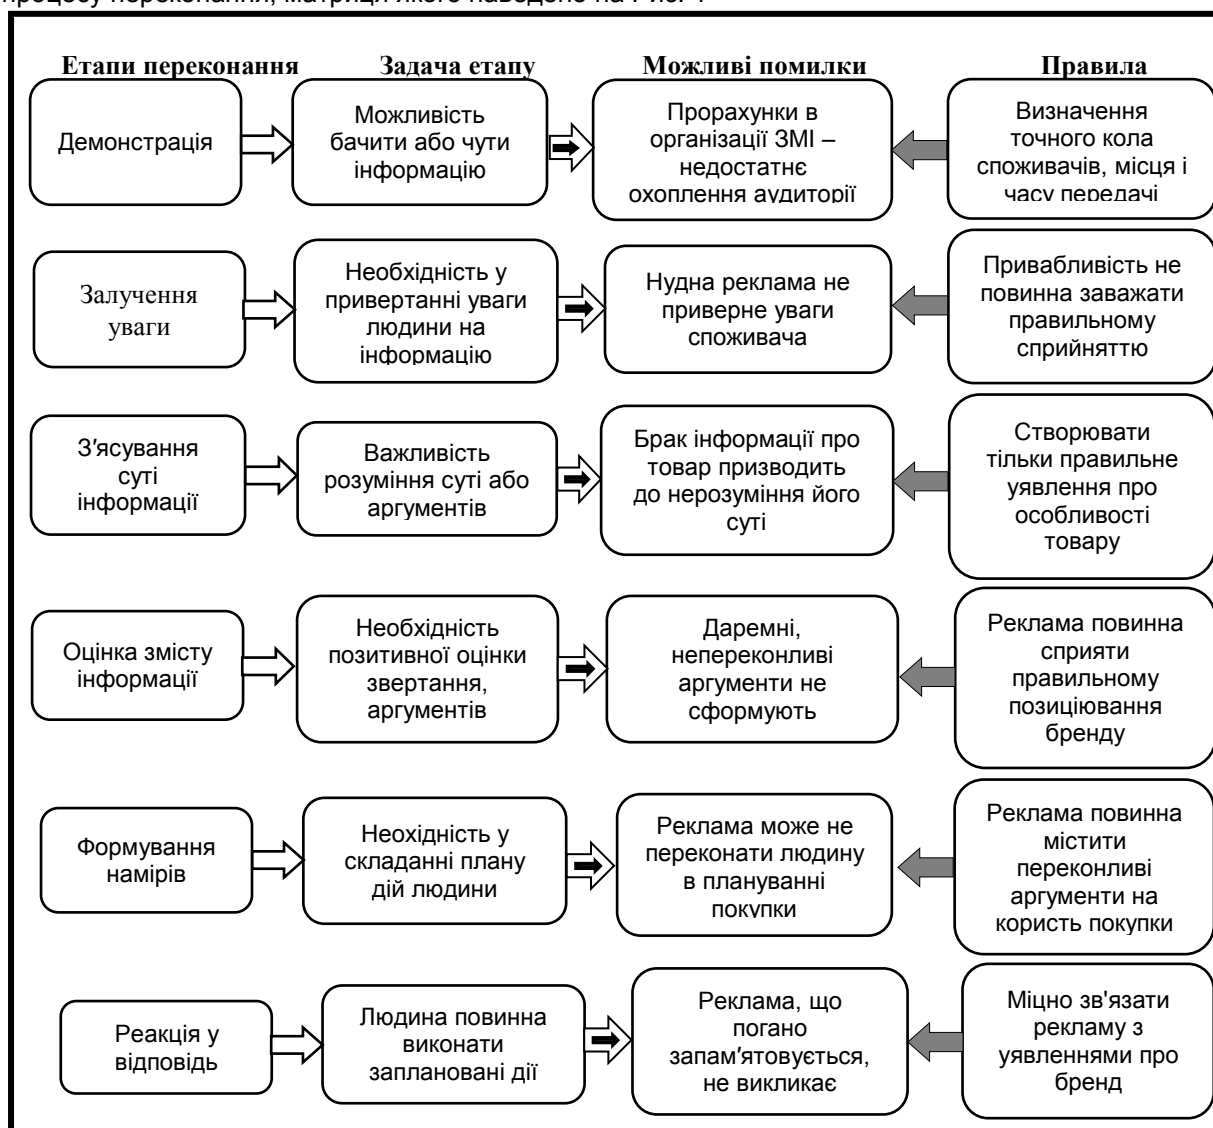 процесу переконання, матриця якого наведено на Рис. 4
Етапи переконання Задача етапу Можливі помилки Правила
Демонстрація
Можливість
бачити або чути
інформацію
Прорахунки в
організації ЗМІ –
недостатнє
охоплення аудиторії
Визначення
точного кола
споживачів, місця і
часу передачі
Залучення
уваги
Необхідність у
привертанні уваги
людини на
інформацію
Нудна реклама не
приверне уваги
споживача
Привабливість не
повинна заважати
правильному
сприйняттю
З'ясування
суті
інформації
Важливість
розуміння суті або
аргументів
Брак інформації про
товар призводить
до нерозуміння його
суті
Створювати
тільки правильне
уявлення про
особливості
товару
Оцінка змісту
інформації
Необхідність
позитивної оцінки
звертання,
аргументів
Даремні,
непереконливі
аргументи не
сформують
Реклама повинна
сприяти
правильному
позиціювання
бренду
Формування
намірів
Неохідність у
складанні плану
дій людини
Реклама може не
переконати людину
в плануванні
покупки
Реклама повинна
містити
переконливі
аргументи на
користь покупки
Реакція у
відповідь
Людина повинна
виконати
заплановані дії
Реклама, що
погано
запам'ятовується,
не викликає
Міцно зв'язати
рекламу з
уявленнями про
бренд